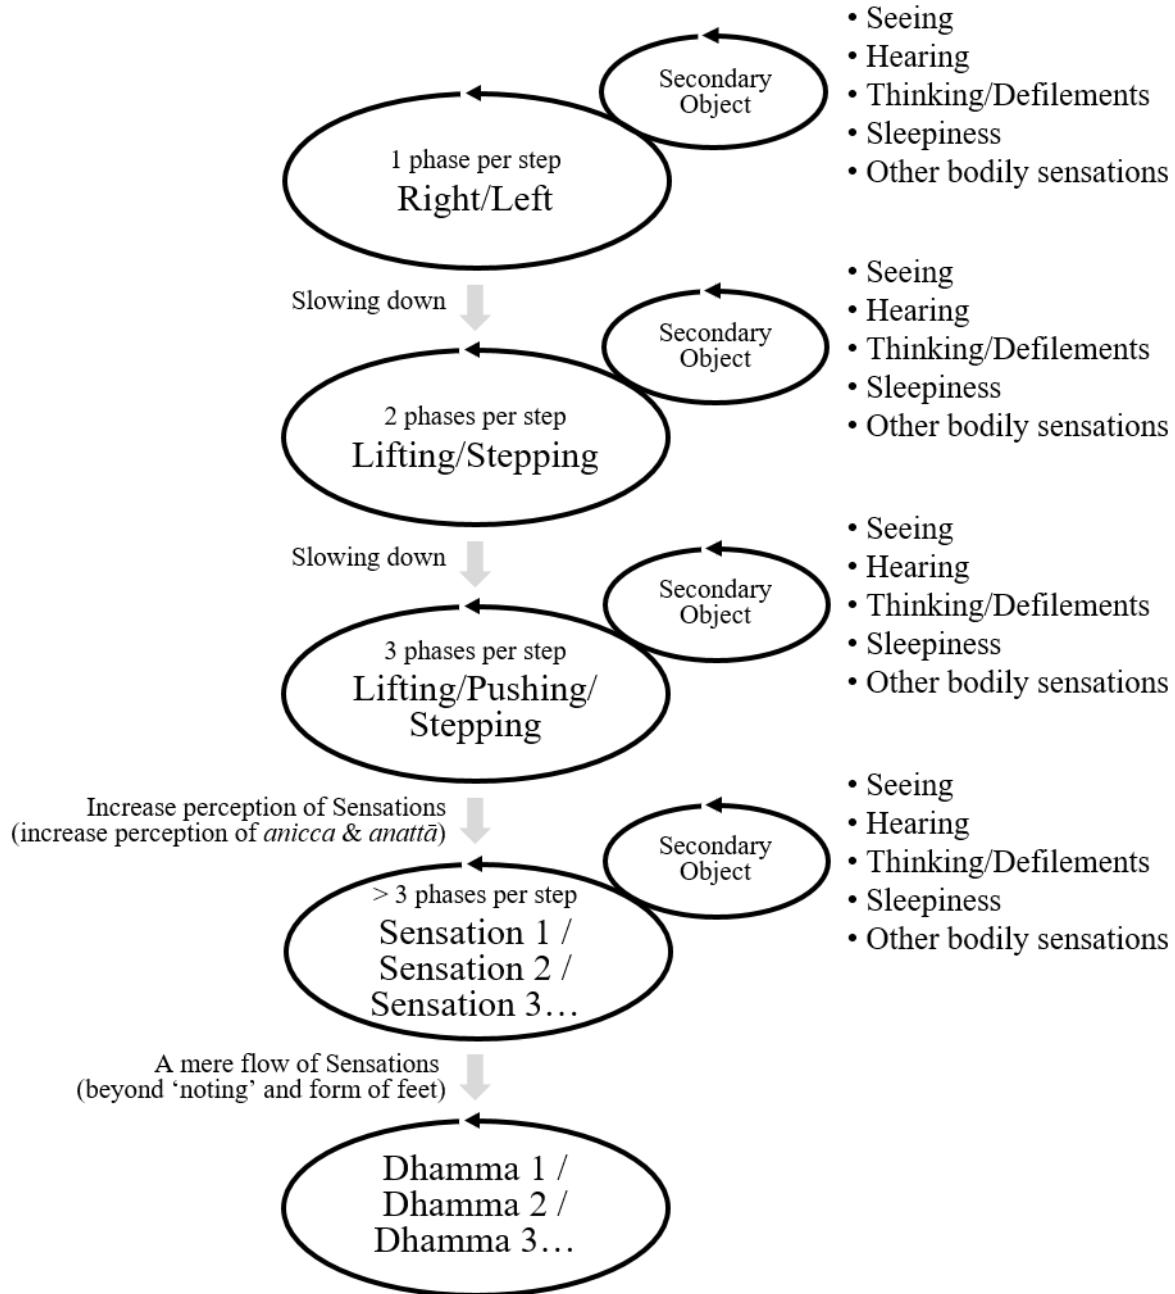 • Seeing
• Hearing
• Thinking/Defilements
• Sleepiness
• Other bodily sensations
Secondary
Object
1 phase per step
Right/Left
Slowing down
• Seeing
• Hearing
• Thinking/Defilements
• Sleepiness
• Other bodily sensations
Secondary
Object
2 phases per step
Lifting/Stepping
Slowing down
• Seeing
• Hearing
• Thinking/Defilements
• Sleepiness
• Other bodily sensations
Secondary
Object
3 phases per step
Lifting/Pushing/
Stepping
Increase perception of Sensations
(increase perception of anicca & anattā)
• Seeing
• Hearing
• Thinking/Defilements
• Sleepiness
• Other bodily sensations
Secondary
Object
> 3 phases per step
Sensation 1 /
Sensation 2 /
Sensation 3…
A mere flow of Sensations
(beyond ‘noting’ and form of feet)
Dhamma 1 /
Dhamma 2 /
Dhamma 3…